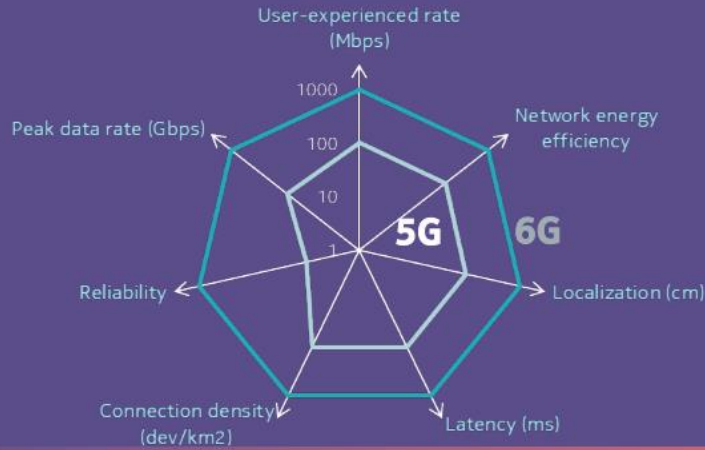 User-experienced rate
(Mbps)
1000
Peak data rate (Gbps)
Network energy
efficiency
100
10
5G
6G
1
Reliability
Localization (cm)
Connection density
(dev/km2)
Latency (ms)